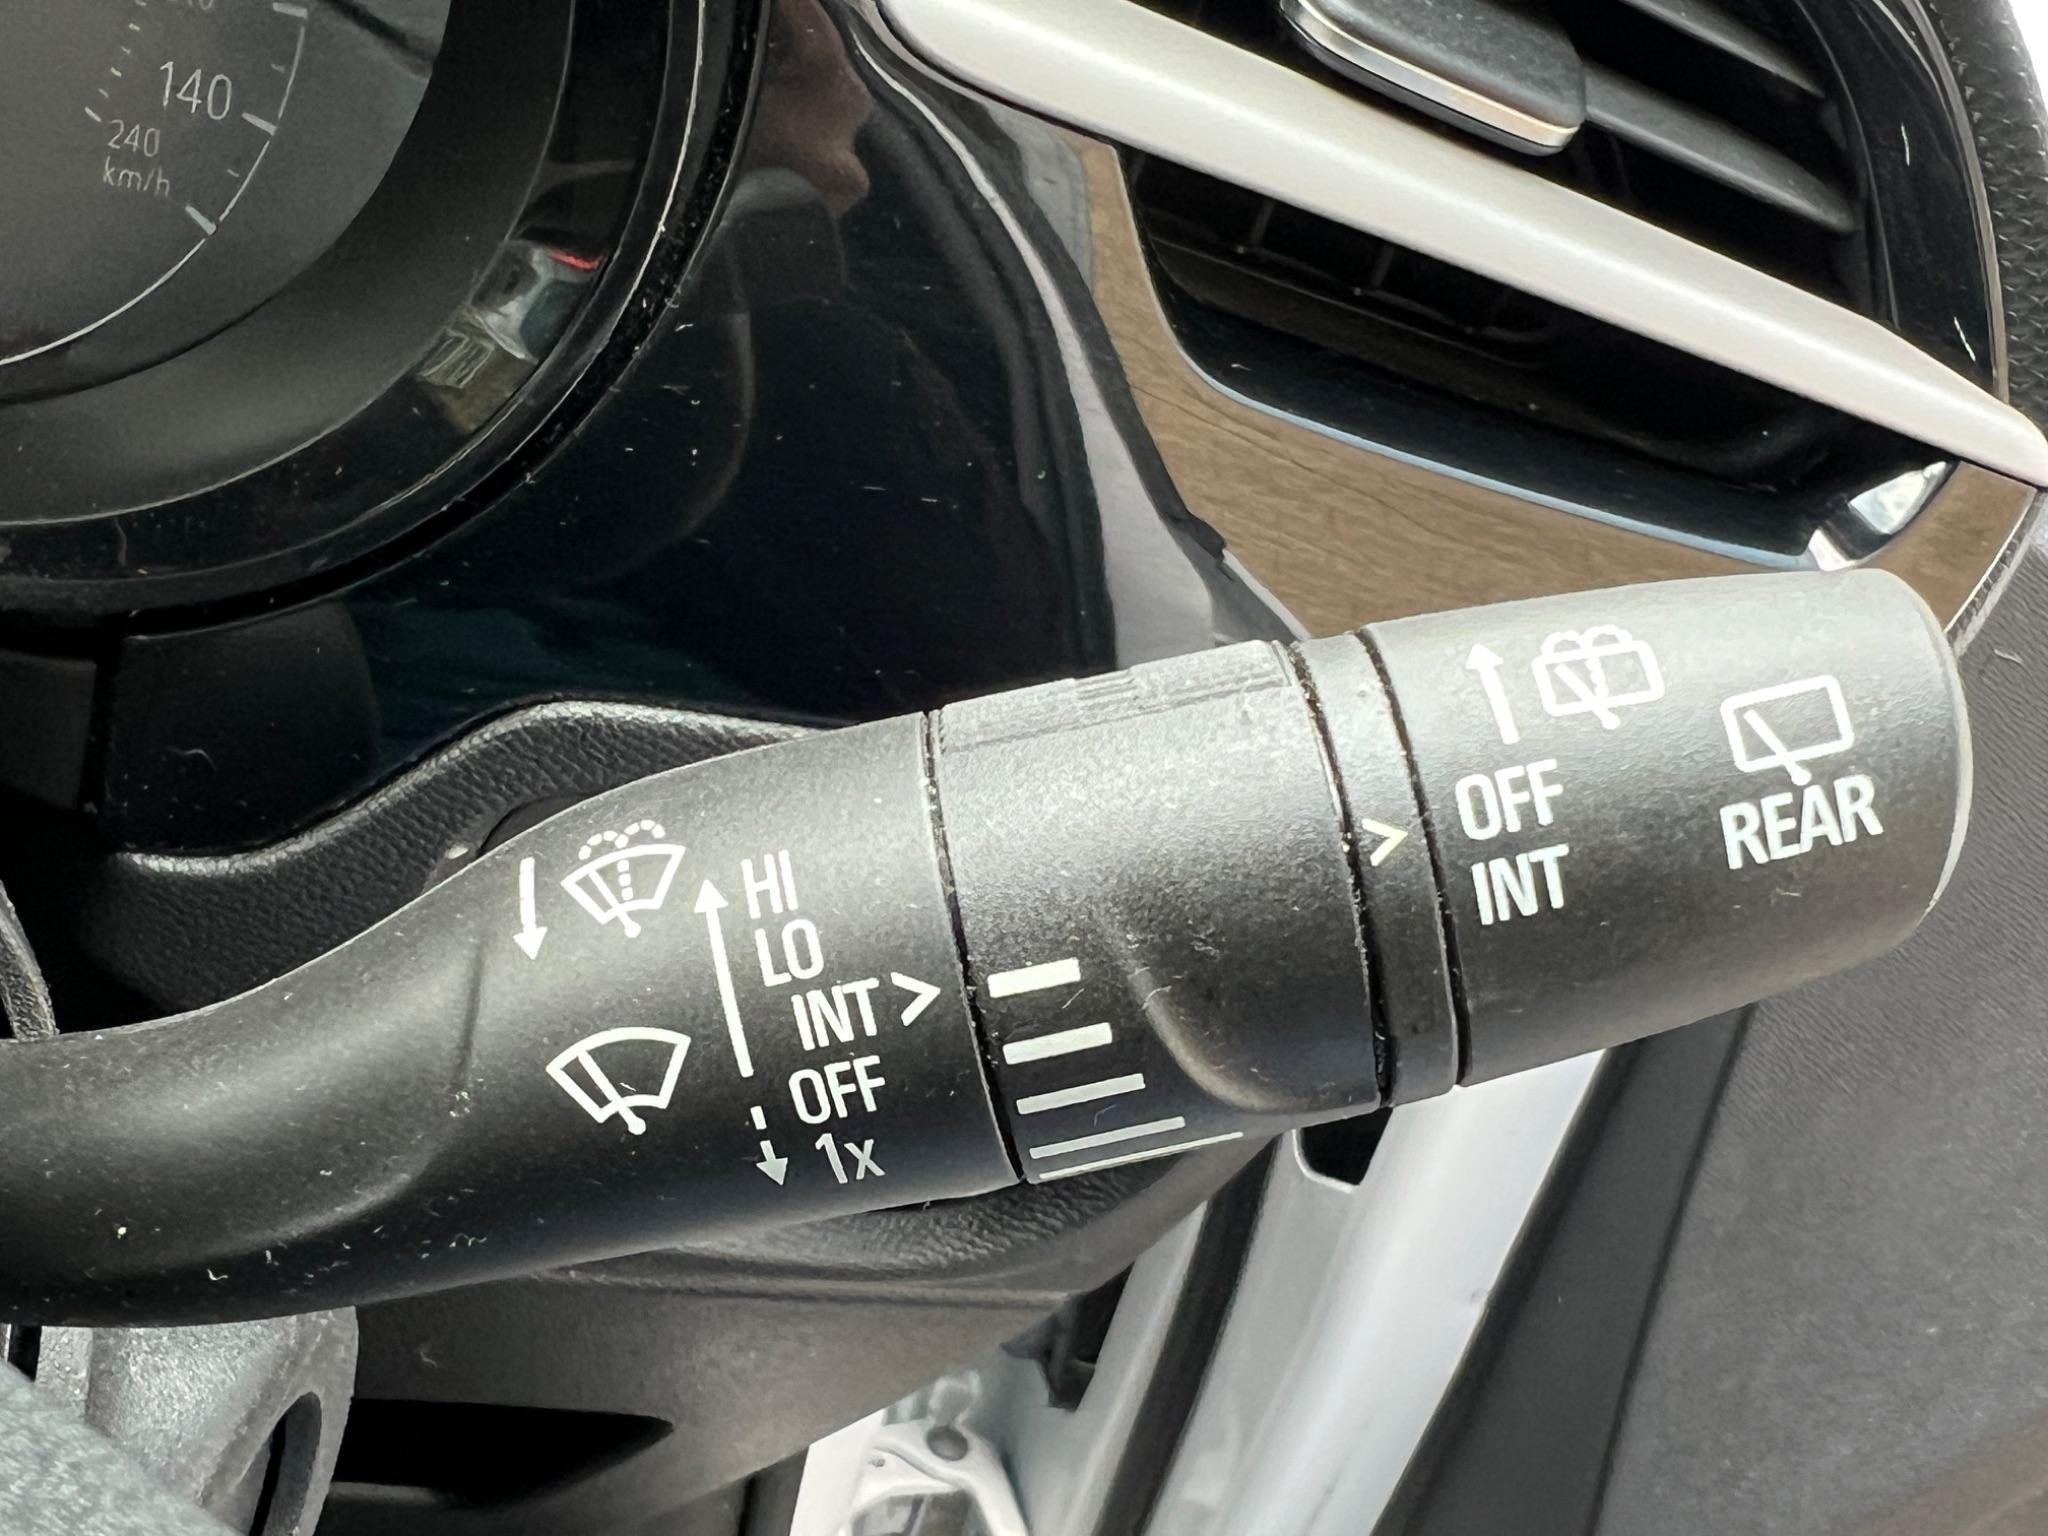 140
240
km/h
HI
LO
INT >
OFF
1x
>
OFF
INT
REAR